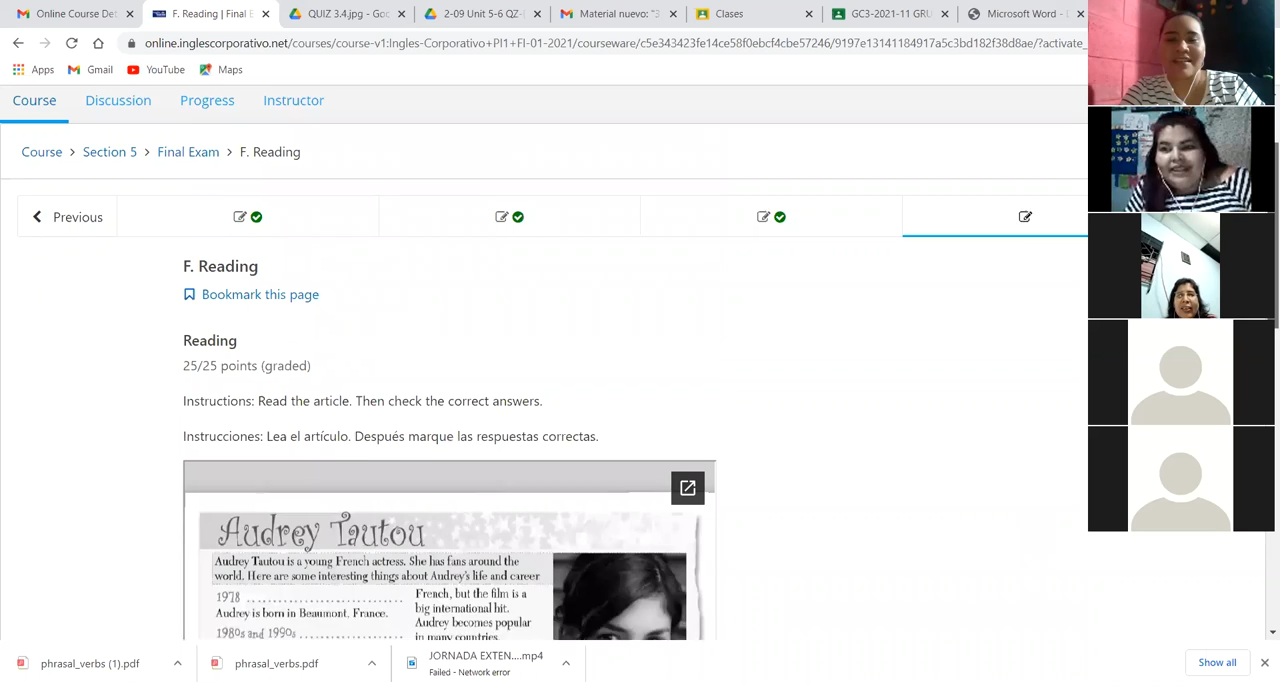 Online Course Det
F. Reading | Final E
QUIZ 3.4.jpg - Goo
2-09 Unit 5-6 QZ-
Material nuevo: "3
Clases
GC3-2021-11 GRU
Microsoft Word - D
online.inglescorporativo.net/courses/course-v1:Ingles-Corporativo+PI1+FI-01-2021/courseware/c5e343423fe14ce58f0ebcf4cbe57246/9197e13141184917a5c3bd182f38d8ae/?activate_
Apps
Gmail
YouTube
Maps
Course
Discussion
Progress
Instructor
Course > Section 5 > Final Exam > F. Reading
Previous
F. Reading
Bookmark this page
Reading
25/25 points (graded)
Instructions: Read the article. Then check the correct answers.
Instrucciones: Lea el artículo. Después marque las respuestas correctas.
Audrey Tautou
Audrey Tautou is a young French actress. She has fans around the
world. Here are some interesting things about Audrey's life and career
1978
Audrey is born in Beaumont, France.
1980s and 1990s
French, but the film is a
big international hit.
Audrey becomes popular
in many countries.
phrasal_verbs (1).pdf
phrasal_verbs.pdf
JORNADA EXTEN....mp4
Failed - Network error
Show all